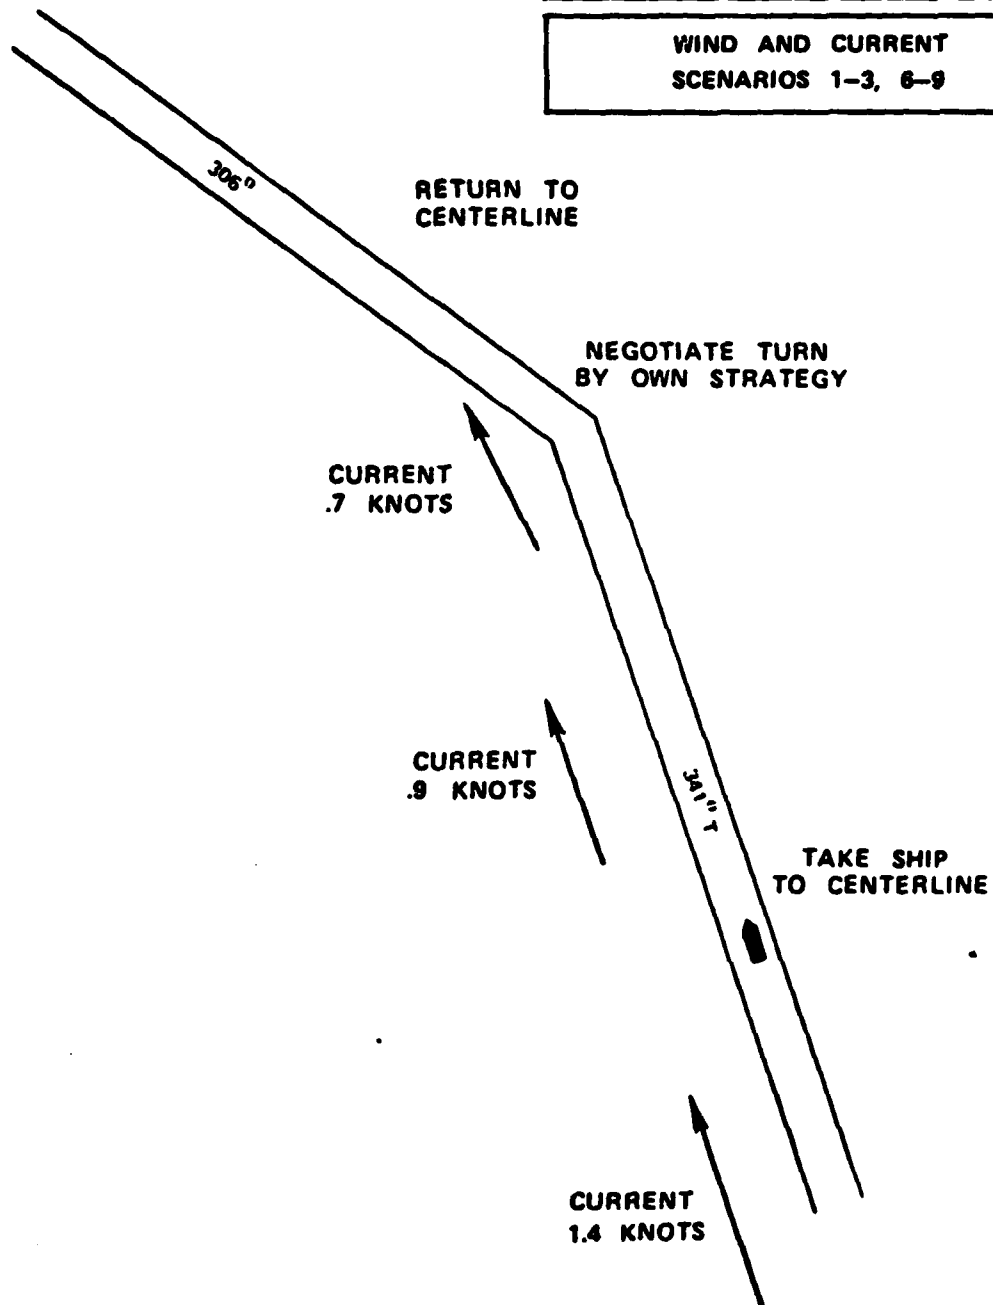 WIND AND CURRENT
SCENARIOS 1-3, 6-9
306"
RETURN TO
CENTERLINE
NEGOTIATE TURN
BY OWN STRATEGY
CURRENT
.7 KNOTS
CURRENT
.9 KNOTS
341" T
TAKE SHIP
TO CENTERLINE
CURRENT
1.4 KNOTS